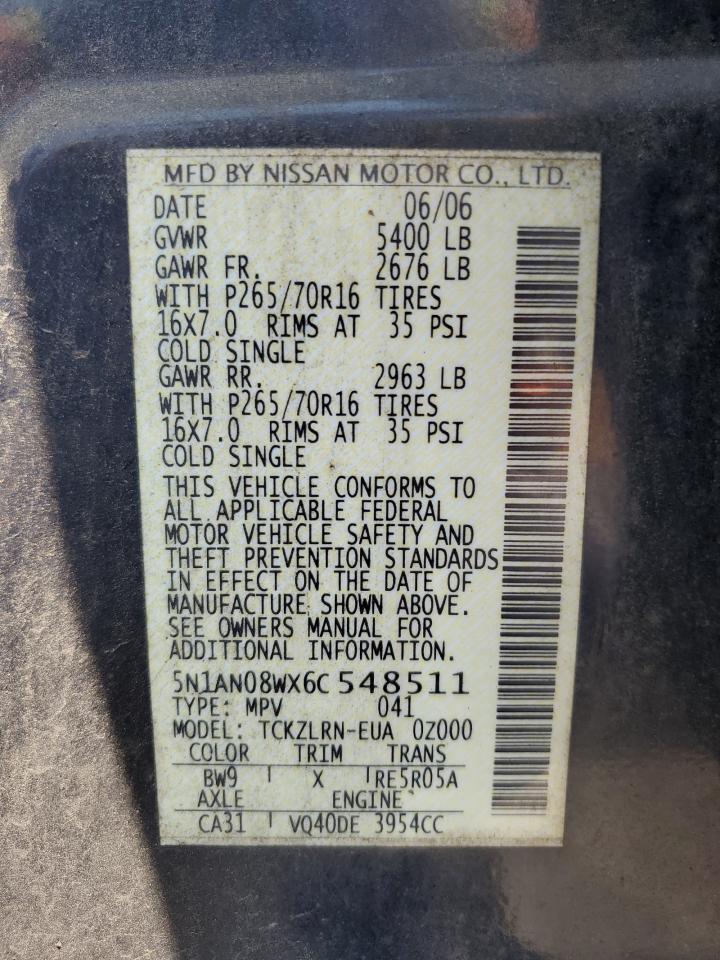 MFD BY NISSAN MOTOR CO., LTD.
DATE 06/06
GVWR 5400 LB
GAWR FR. 2676 LB
WITH P265/70R16 TIRES
16X7.0 RIMS AT 35 PSI
COLD SINGLE
GAWR RR. 2963 LB
WITH P265/70R16 TIRES
16X7.0 RIMS AT 35 PSI
COLD SINGLE
THIS VEHICLE CONFORMS TO
ALL APPLICABLE FEDERAL
MOTOR VEHICLE SAFETY AND
THEFT PREVENTION STANDARDS
IN EFFECT ON THE DATE OF
MANUFACTURE SHOWN ABOVE.
SEE OWNERS MANUAL FOR
ADDITIONAL INFORMATION.
5N1AN08WX6C548511
TYPE: MPV 041
MODEL: TCKZLRN-EUA 0Z000
COLOR TRIM TRANS
BW9 X RE5R05A
AXLE ENGINE
CA31 VQ40DE 3954CC